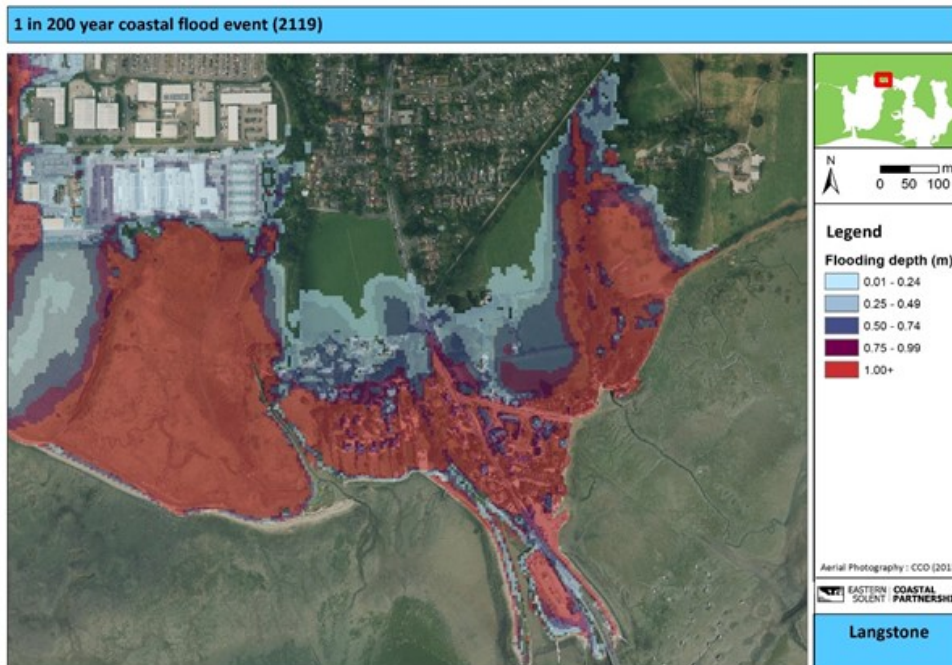 1 in 200 year coastal flood event (2119)
N
m
0 50 100
Legend
Flooding depth (m)
0.01 - 0.24
0.25 - 0.49
0.50 - 0.74
0.75 - 0.99
1.00+
Aerial Photography : CCO (201
EASTERN SOLENT COASTAL PARTNERSHI
Langstone